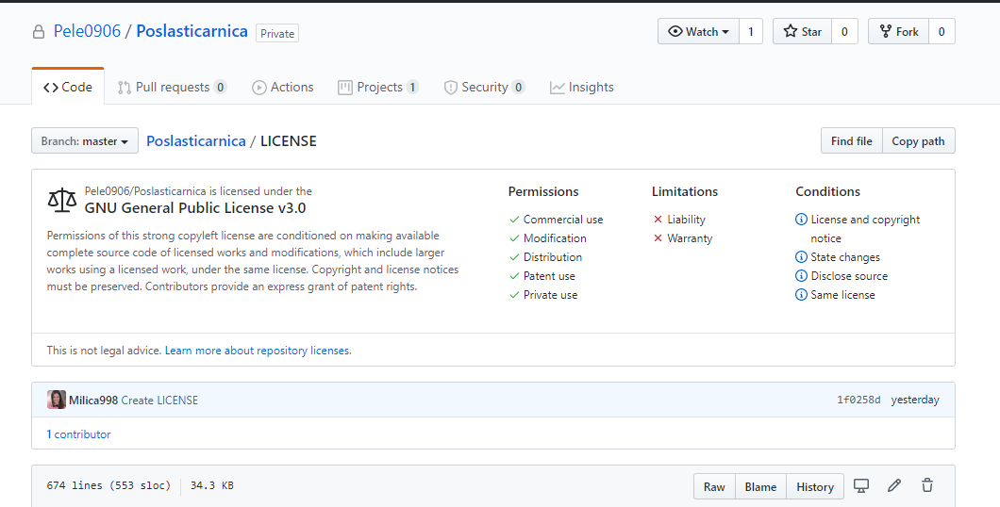 Pele0906 / Poslasticarnica Private
Watch 1 Star 0 Fork 0
Code Pull requests 0 Actions Projects 1 Security 0 Insights
Branch: master Poslasticarnica / LICENSE Find file Copy path
Pele0906/Poslasticarnica is licensed under the
GNU General Public License v3.0
Permissions of this strong copyleft license are conditioned on making available
complete source code of licensed works and modifications, which include larger
works using a licensed work, under the same license. Copyright and license notices
must be preserved. Contributors provide an express grant of patent rights.
Permissions
Commercial use
Modification
Distribution
Patent use
Private use
Limitations
Liability
Warranty
Conditions
License and copyright
notice
State changes
Disclose source
Same license
This is not legal advice. Learn more about repository licenses.
Milica998 Create LICENSE 1f0258d yesterday
1 contributor
674 lines (553 sloc) 34.3 KB Raw Blame History